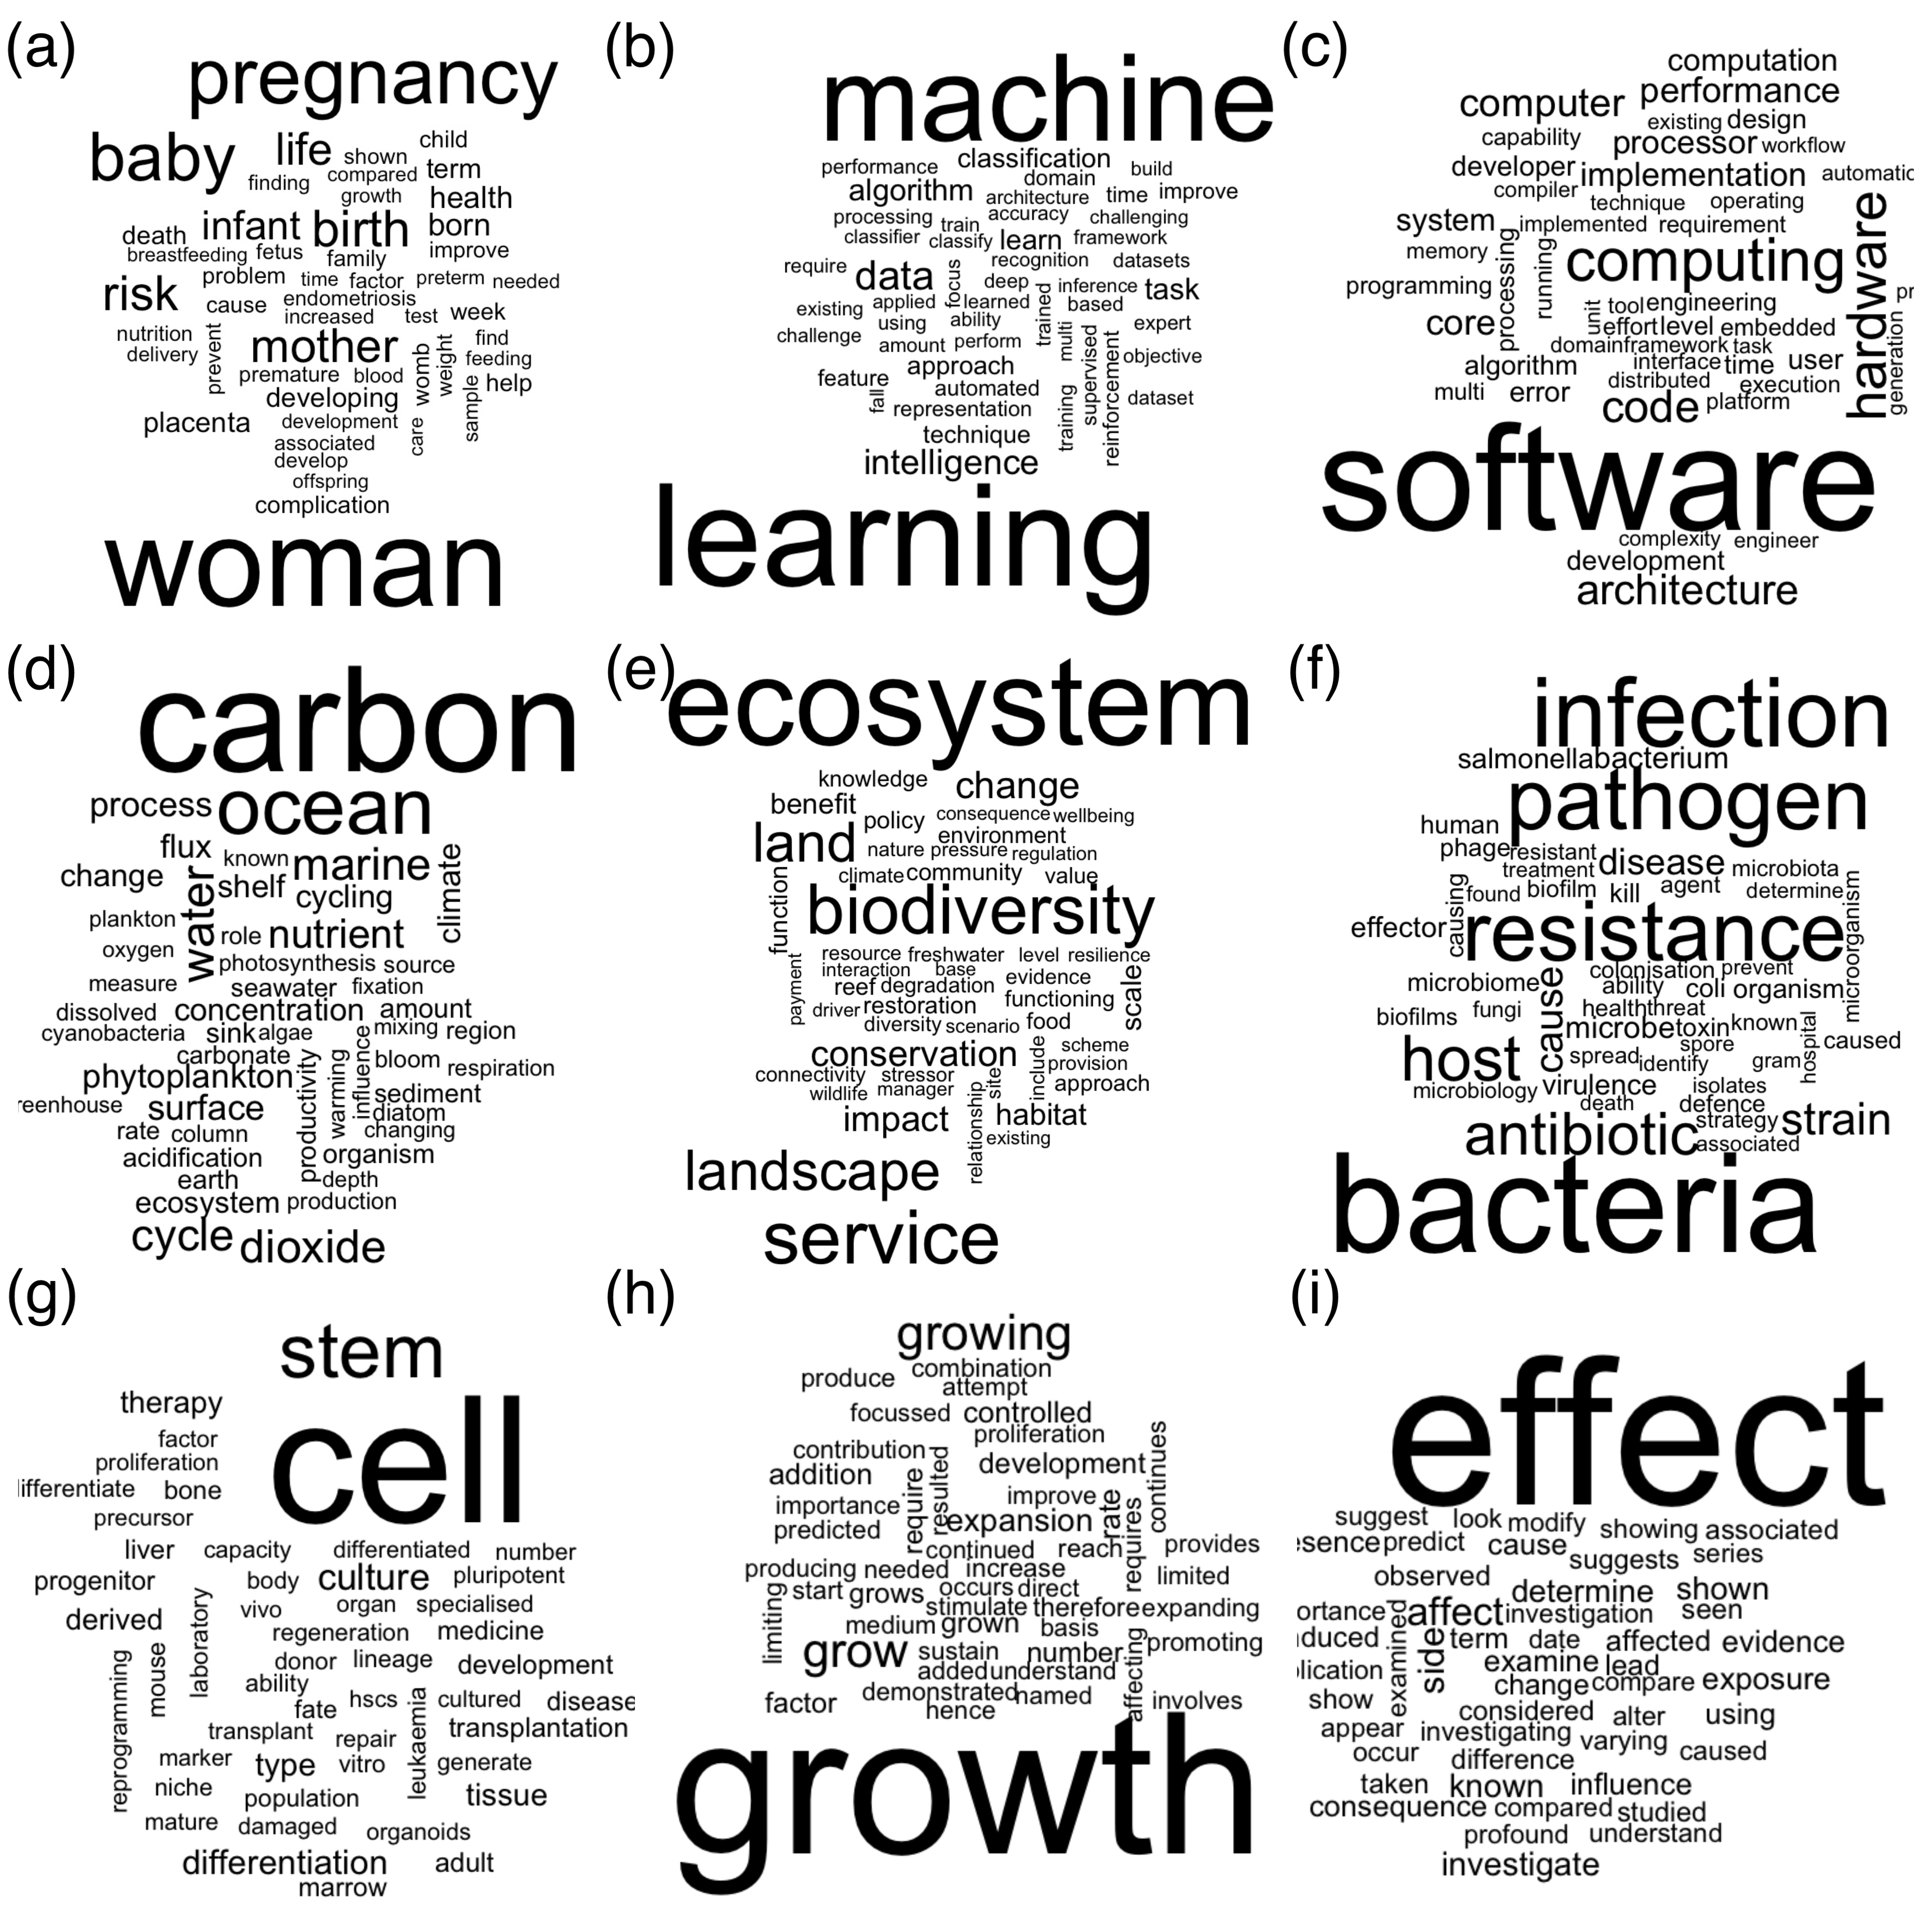 (a)
pregnancy
baby life child
shown
finding compared term
growth health
infant birth born
death
breastfeeding fetus family improve
problem time factor preterm needed
risk cause endometriosis
increased test week
nutrition
delivery prevent mother womb weight find
feeding
premature blood help
developing
placenta development care sample
associated
develop
offspring
complication
woman
(b)
machine
performance classification build
domain
algorithm architecture time improve
processing train accuracy challenging
classifier classify learn framework
require recognition datasets
data focus deep inference task
existing applied learned trained based
using ability multi expert
challenge amount perform supervised reinforcement
approach objective
feature automated
fall representation training dataset
technique
intelligence
learning
(c)
computation
computer performance
existing design
capability processor workflow
developer implementation automatic
compiler technique operating
system implemented requirement hardware
memory processing running computing
programming unit tool engineering pr
core effort level embedded generation
domain framework task
algorithm interface time user
multi error distributed execution
code platform
software
complexity engineer
development
architecture
(d)
carbon
process ocean
flux known marine climate
change water shelf cycling
plankton
oxygen role nutrient
photosynthesis source
measure seawater fixation
dissolved concentration amount
cyanobacteria sink algae influence mixing region
carbonate productivity warming bloom respiration
phytoplankton sediment
reenhouse surface diatom
rate column changing
acidification organism
earth depth
ecosystem production
cycle dioxide
(e)
ecosystem
knowledge change
benefit policy consequence wellbeing
land environment
nature pressure regulation
climate community value
function biodiversity
resource freshwater level resilience
payment interaction base evidence scale
reef degradation
driver restoration functioning
diversity scenario food
conservation include scheme
provision
connectivity stressor site approach
wildlife manager relationship
impact habitat
existing
landscape
service
(f)
infection
salmonella bacterium
pathogen
human
phage resistant disease microbiota
treatment
causing found biofilm kill agent determine microorganism
effector resistance
colonisation prevent
microbiome cause ability coli organism
biofilms fungi health threat
microbe toxin known hospital caused
host spore
spread identify gram
microbiology virulence isolates
death defence
antibiotic strategy strain
associated
bacteria
(g)
stem
therapy cell
factor
proliferation
ifferentiate bone
precursor
liver capacity differentiated number
progenitor body culture pluripotent
derived laboratory vivo organ specialised
regeneration medicine
reprogramming mouse donor lineage development
ability
fate hscs leukaemia cultured disease
transplant repair transplantation
marker type vitro generate
niche population tissue
mature damaged organoids
differentiation adult
marrow
(h)
growing
produce combination
attempt
focussed controlled
proliferation continues
contribution resulted development
addition require
importance improve rate requires
predicted expansion
continued reach provides
producing needed increase limited
limiting start grows occurs direct
stimulate therefore expanding
medium grown basis
grow sustain number affecting promoting
added understand
factor demonstrated named involves
hence
growth
(i)
effect
suggest look modify showing associated
esence predict cause suggests series
observed determine shown
ortance examined affect investigation seen
duced side term date affected evidence
lication examine lead
show change compare exposure
considered alter using
appear investigating varying
occur difference caused
taken known influence
consequence compared studied
profound understand
investigate